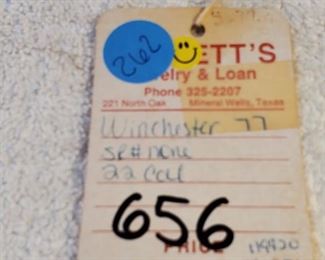 262
ETT'S
elry & Loan
Phone 325-2207
221 North Oak Mineral Wells, Texas
Winchester 77
SR# none
22 Cal
656
PRICE